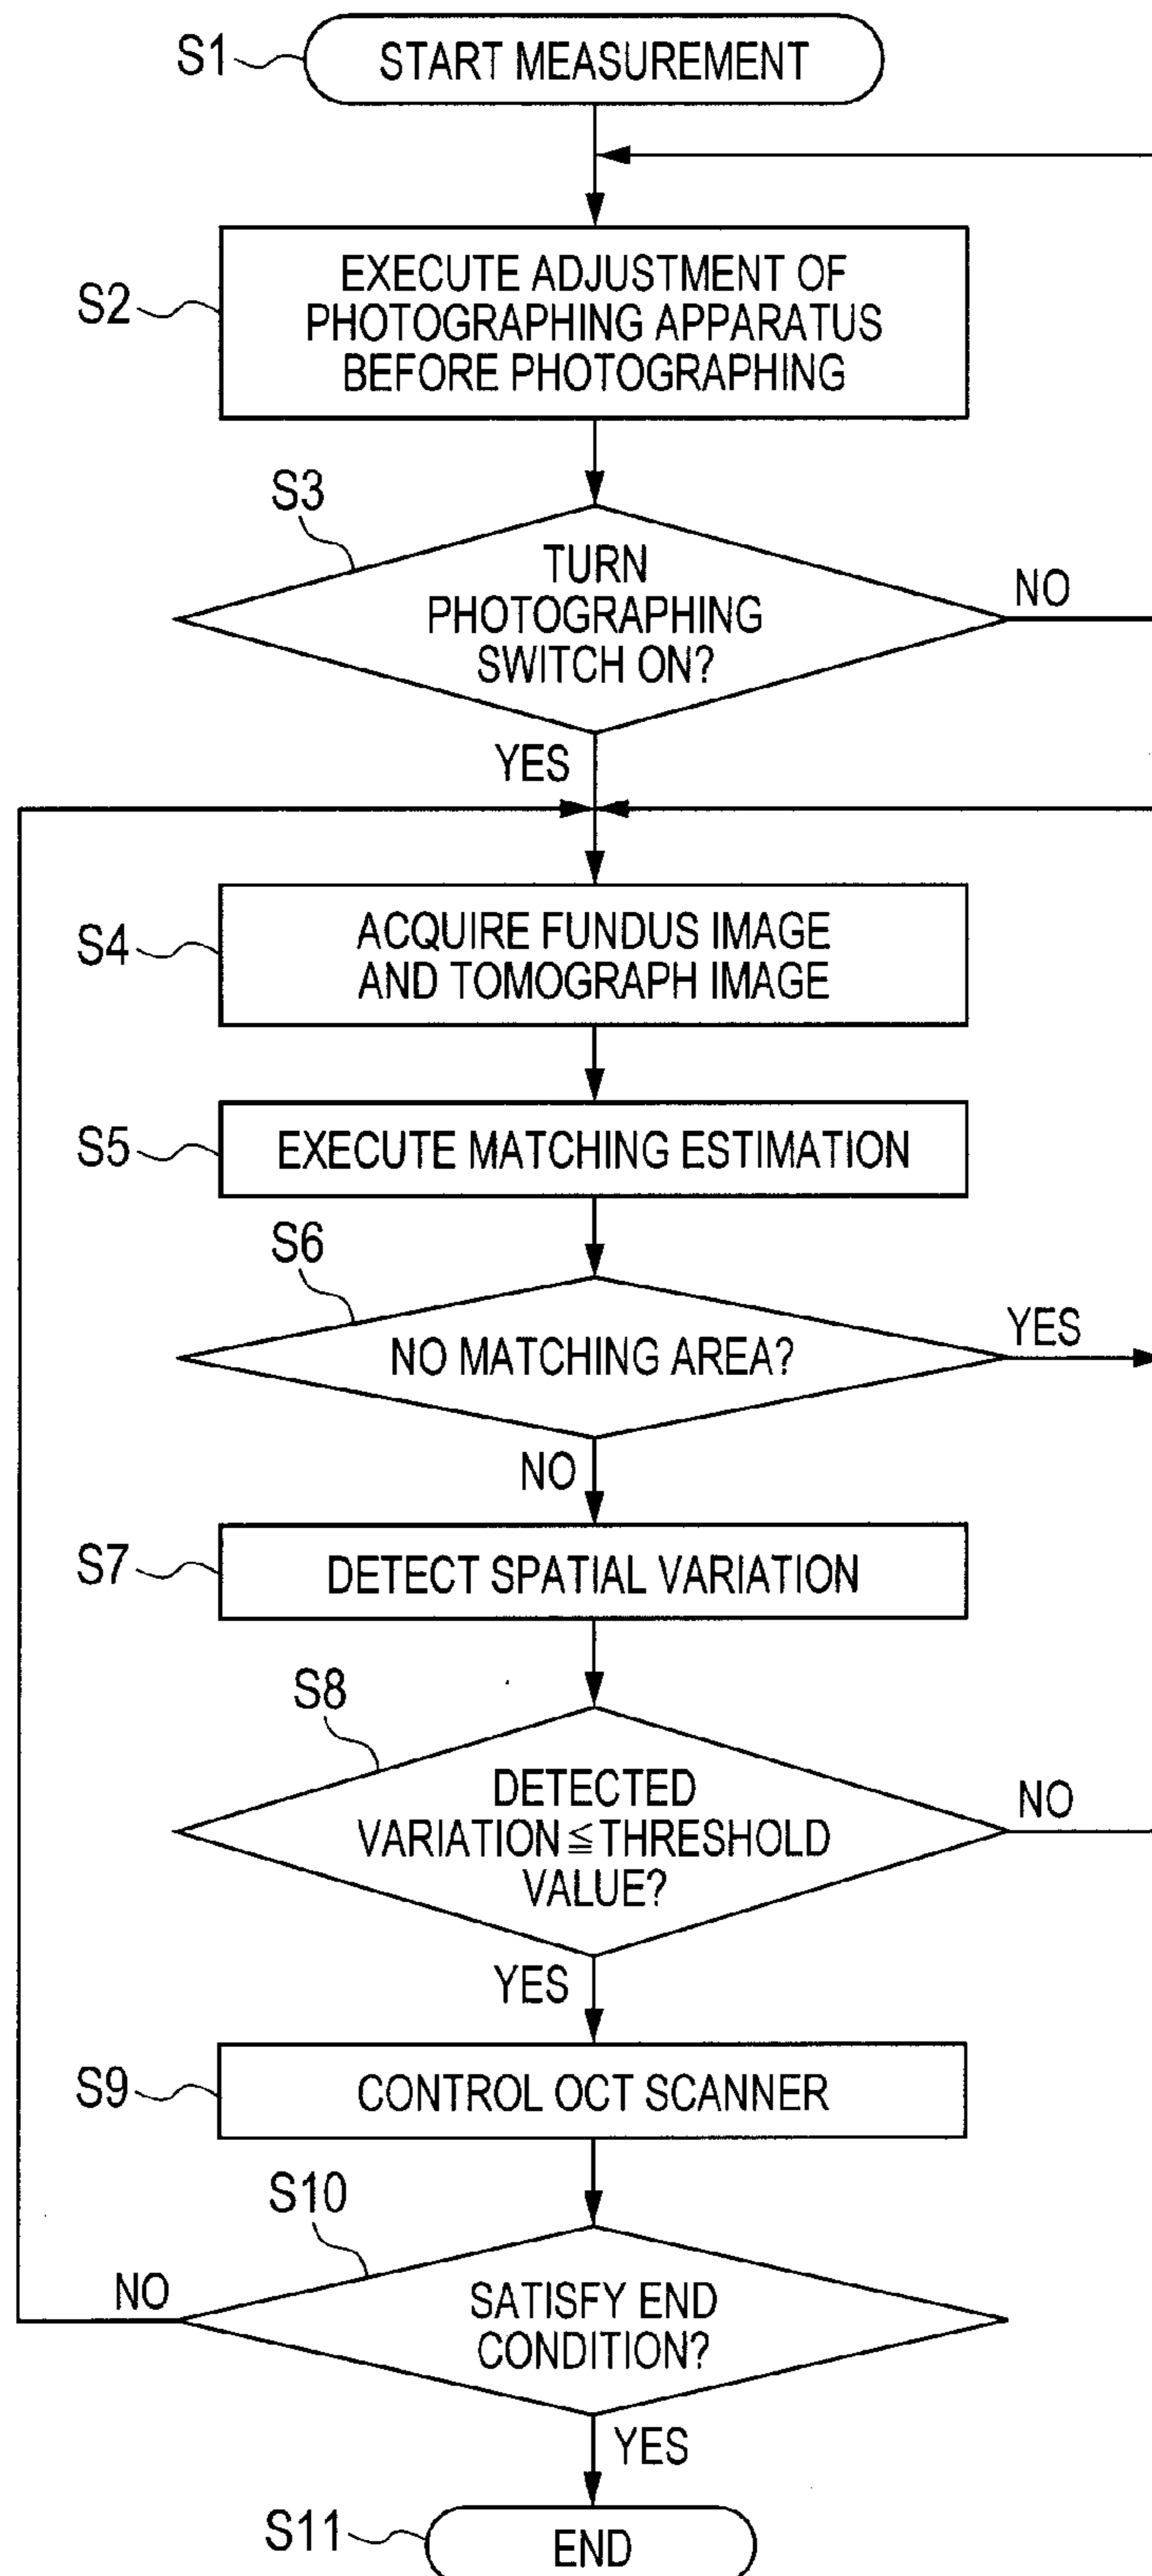 S1
START MEASUREMENT
S2
EXECUTE ADJUSTMENT OF
PHOTOGRAPHING APPARATUS
BEFORE PHOTOGRAPHING
S3
TURN
PHOTOGRAPHING
SWITCH ON?
NO
YES
S4
ACQUIRE FUNDUS IMAGE
AND TOMOGRAPH IMAGE
S5
EXECUTE MATCHING ESTIMATION
S6
NO MATCHING AREA?
YES
NO
S7
DETECT SPATIAL VARIATION
S8
DETECTED
VARIATION≦THRESHOLD
VALUE?
NO
YES
S9
CONTROL OCT SCANNER
S10
SATISFY END
CONDITION?
NO
YES
S11
END